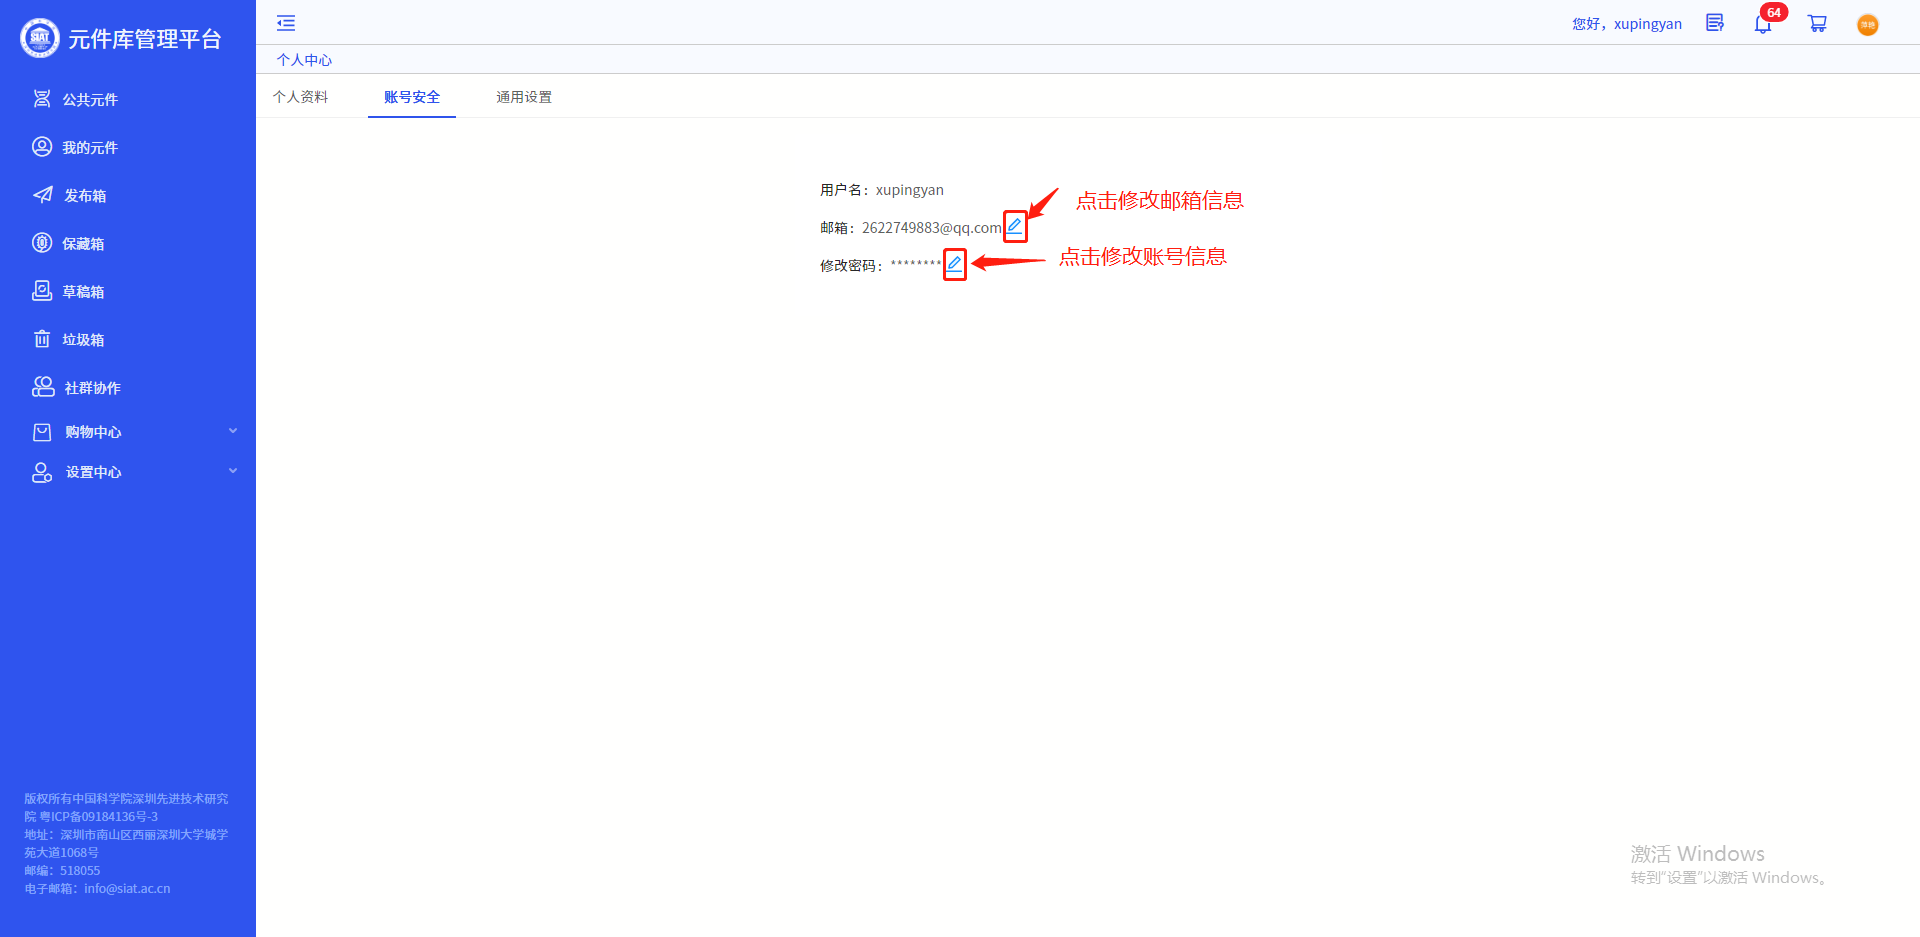 SIAT
元件库管理平台
公共元件
我的元件
发布箱
保藏箱
草稿箱
垃圾箱
社群协作
购物中心
设置中心
版权所有中国科学院深圳先进技术研究
院 粤ICP备09184136号-3
地址：深圳市南山区西丽深圳大学城学
苑大道1068号
邮编：518055
电子邮箱：info@siat.ac.cn
您好，xupingyan
64
个人中心
个人资料
账号安全
通用设置
用户名：xupingyan
邮箱：2622749883@qq.com
点击修改邮箱信息
修改密码：********
点击修改账号信息
激活 Windows
转到“设置”以激活 Windows。